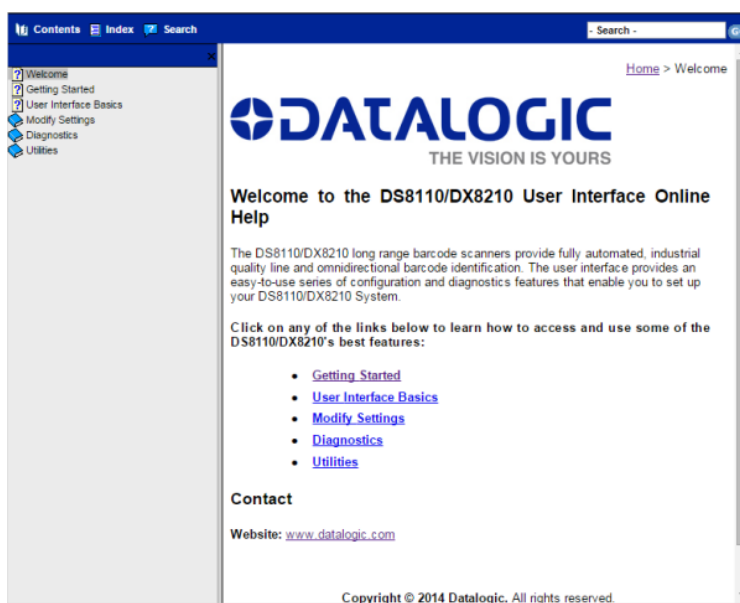 Contents Index Search
- Search -
Welcome
Getting Started
User Interface Basics
Modify Settings
Diagnostics
Utilities
Home > Welcome
DATALOGIC
THE VISION IS YOURS
Welcome to the DS8110/DX8210 User Interface Online
Help
The DS8110/DX8210 long range barcode scanners provide fully automated, industrial
quality line and omnidirectional barcode identification. The user interface provides an
easy-to-use series of configuration and diagnostics features that enable you to set up
your DS8110/DX8210 System.
Click on any of the links below to learn how to access and use some of the
DS8110/DX8210's best features:
• Getting Started
• User Interface Basics
• Modify Settings
• Diagnostics
• Utilities
Contact
Website: www.datalogic.com
Copyright © 2014 Datalogic. All rights reserved.